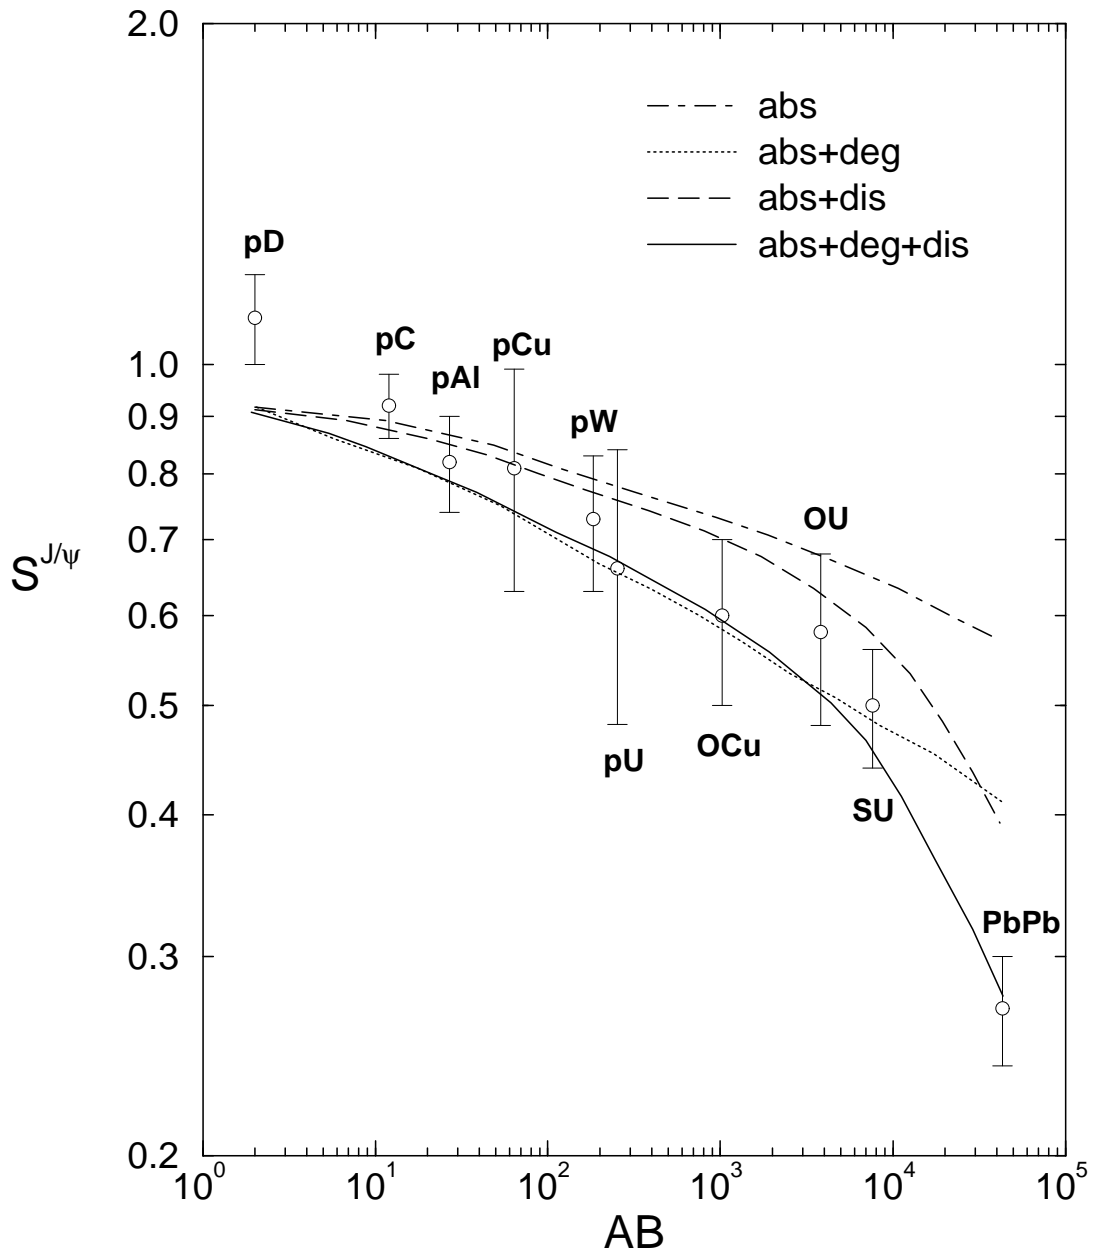 2.0
abs
abs+deg
abs+dis
abs+deg+dis
pD
pC
pCu
1.0
pAl
0.9
pW
0.8
OU
0.7
S^{J/ψ}
0.6
0.5
OCu
pU
SU
0.4
PbPb
0.3
0.2
10^0 10^1 10^2 10^3 10^4 10^5
AB